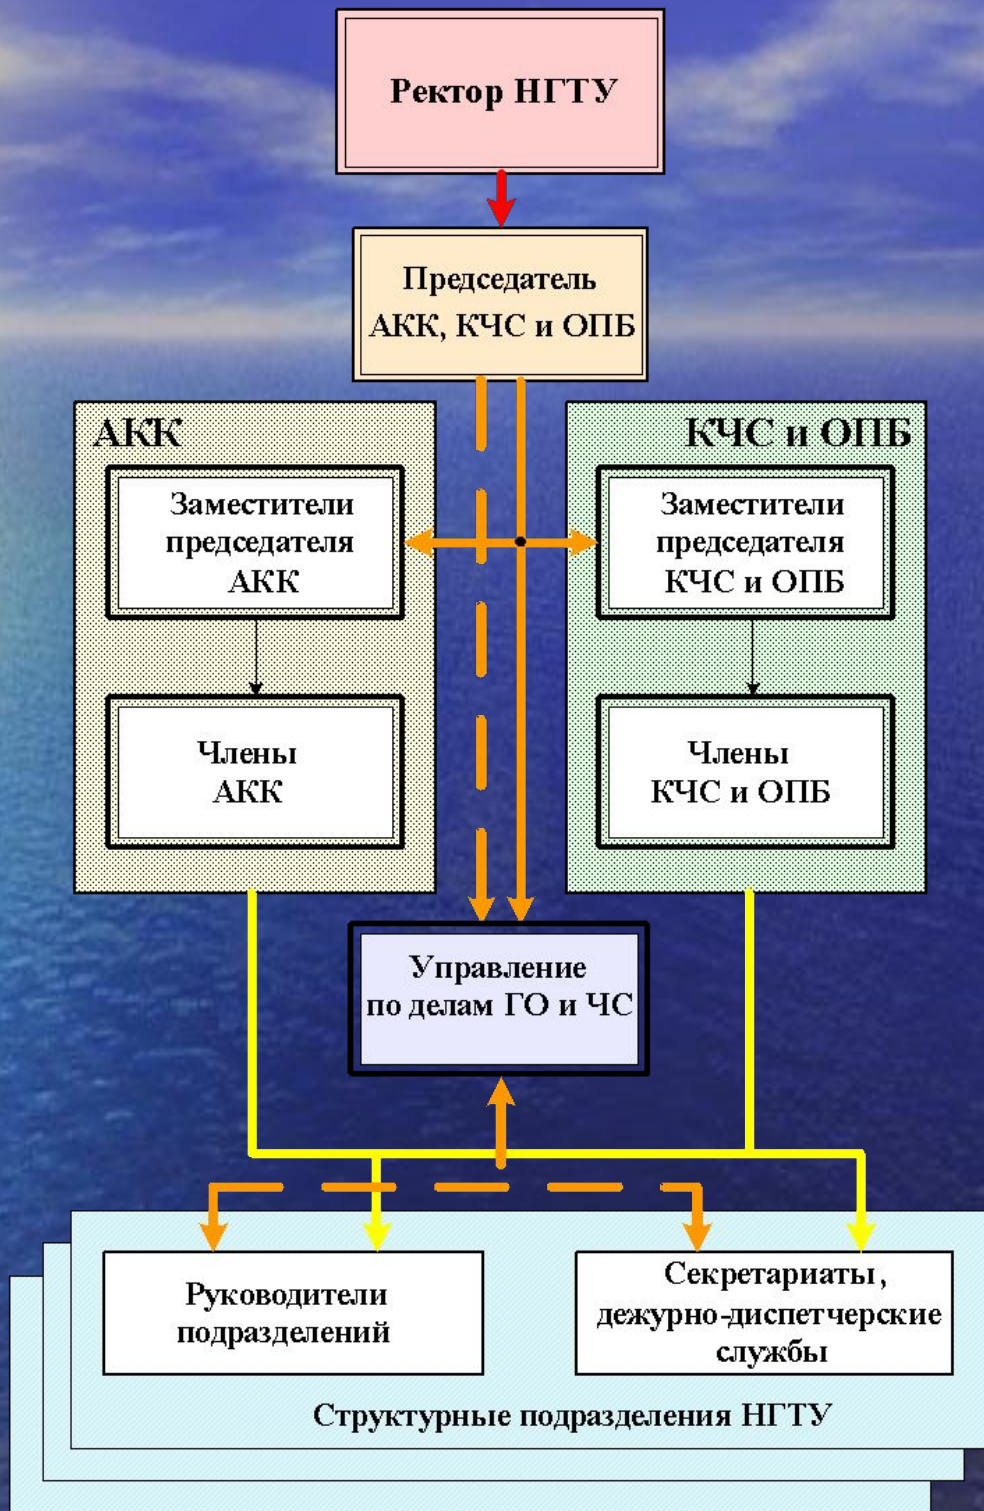 Ректор НГТУ
Председатель
АКК, КЧС и ОПБ
АКК
Заместители
председателя
АКК
Члены
АКК
КЧС и ОПБ
Заместители
председателя
КЧС и ОПБ
Члены
КЧС и ОПБ
Управление
по делам ГО и ЧС
Руководители
подразделений
Секретариаты,
дежурно-диспетчерские
службы
Структурные подразделения НГТУ